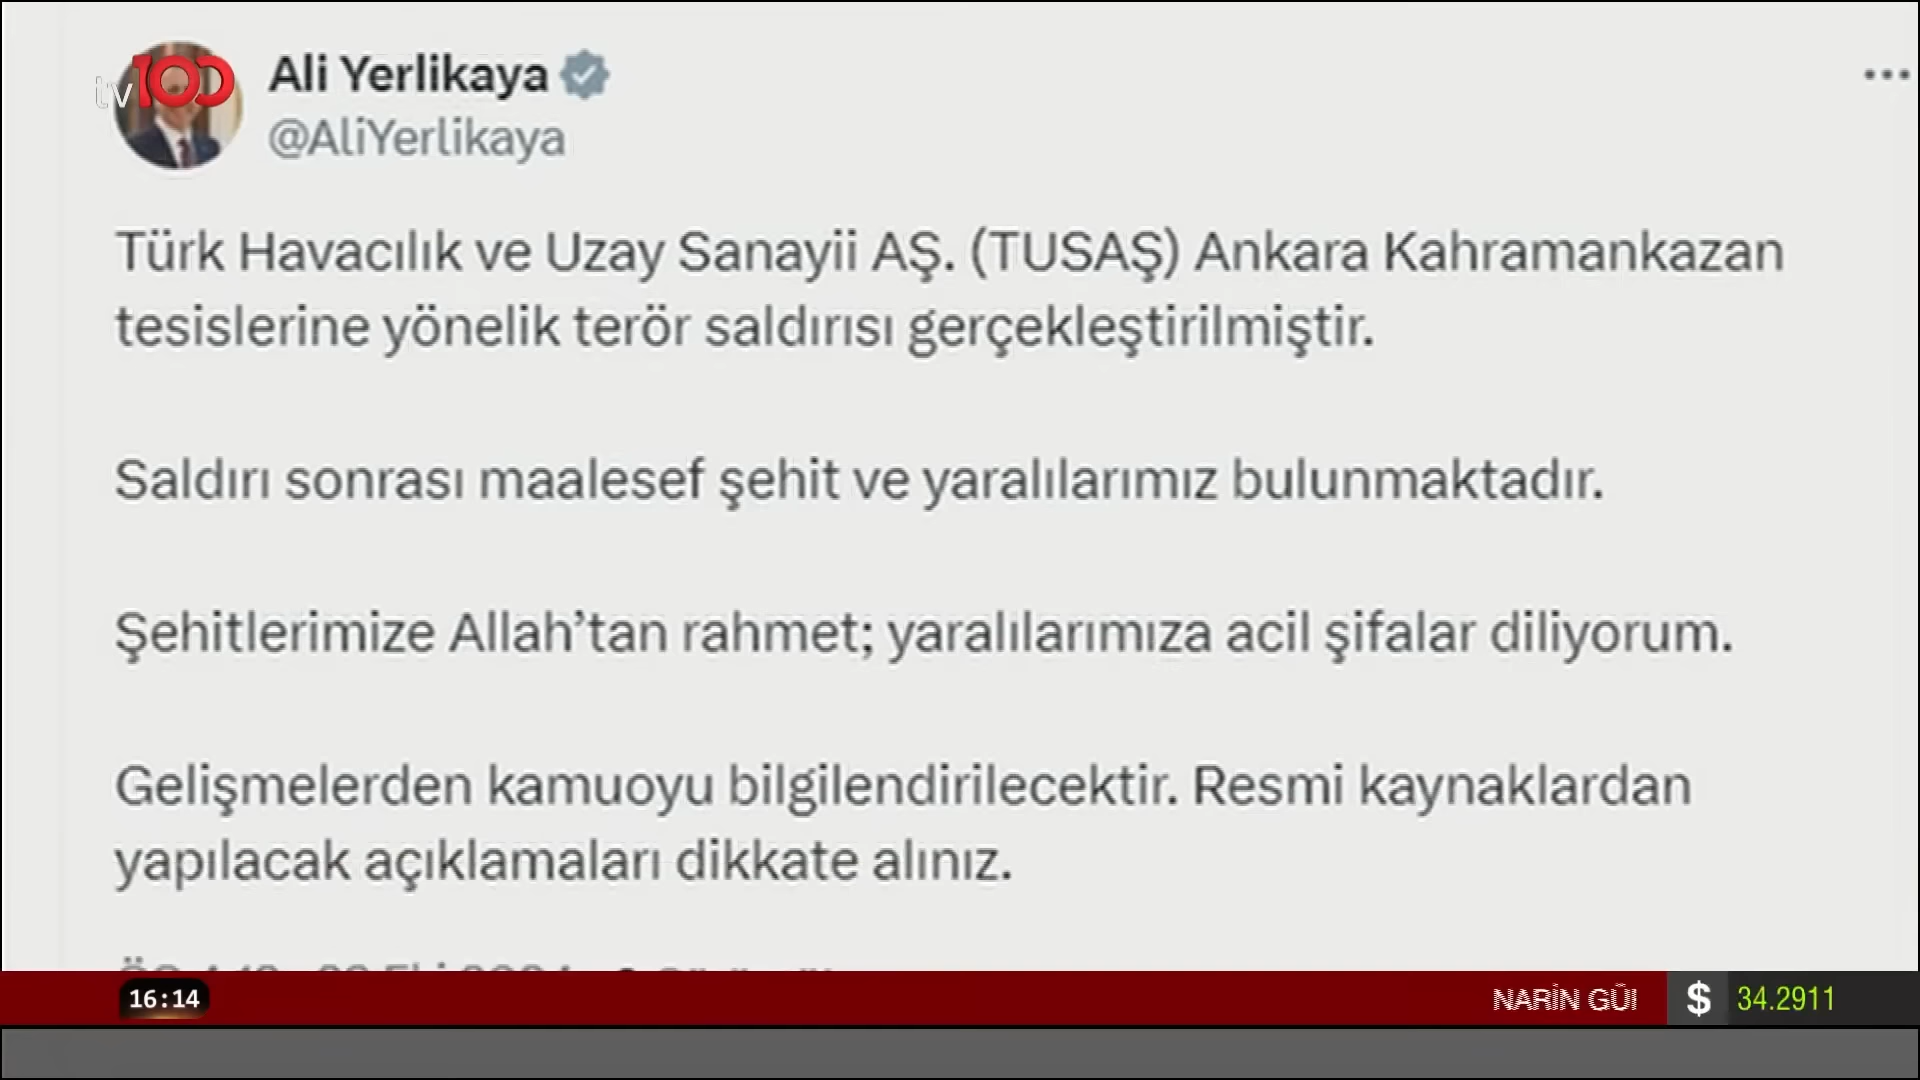 tv100
Ali Yerlikaya
@AliYerlikaya
Türk Havacılık ve Uzay Sanayii AŞ. (TUSAŞ) Ankara Kahramankazan
tesislerine yönelik terör saldırısı gerçekleştirilmiştir.
Saldırı sonrası maalesef şehit ve yaralılarımız bulunmaktadır.
Şehitlerimize Allah’tan rahmet; yaralılarımıza acil şifalar diliyorum.
Gelişmelerden kamuoyu bilgilendirilecektir. Resmi kaynaklardan
yapılacak açıklamaları dikkate alınız.
16:14
NARİN
$ 34.2911